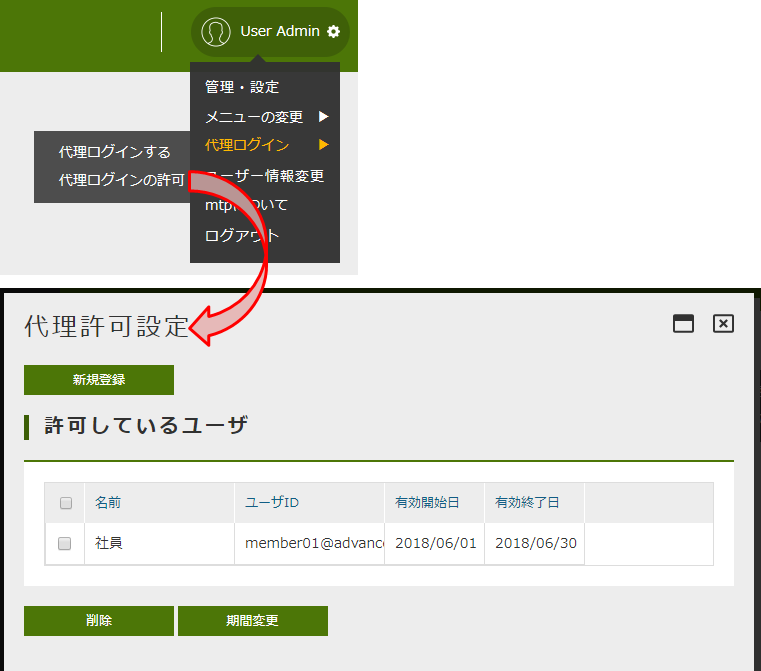 User Admin
管理・設定
メニューの変更
代理ログイン
代理ログインする
代理ログインの許可
ユーザー情報変更
mtpについて
ログアウト
代理許可設定
新規登録
許可しているユーザ
名前 ユーザID 有効開始日 有効終了日
社員 member01@advance 2018/06/01 2018/06/30
削除 期間変更